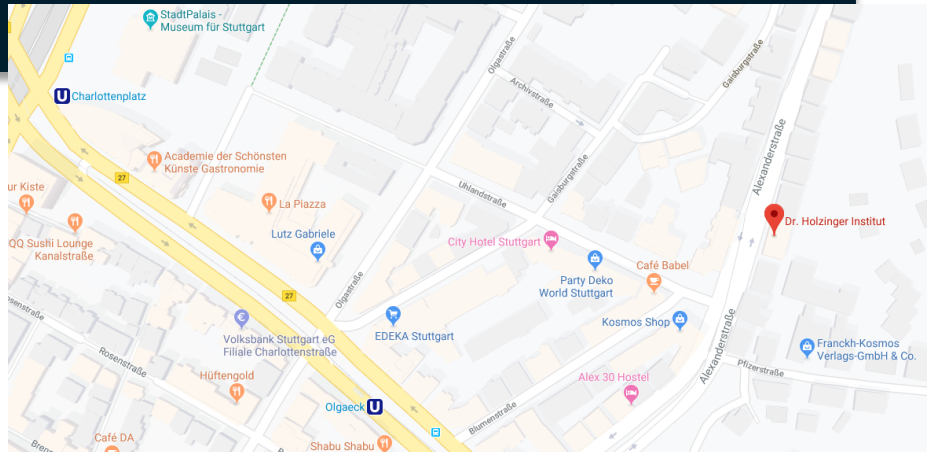 StadtPalais -
Museum für Stuttgart
U Charlottenplatz
Olgastraße
Archivstraße
Gaisburgstraße
Academie der Schönsten
Künste Gastronomie
27
Alexanderstraße
ur Kiste
La Piazza
Uhlandstraße
Gaisburgstraße
Dr. Holzinger Institut
Lutz Gabriele
City Hotel Stuttgart
QQ Sushi Lounge
Kanalstraße
Café Babel
Party Deko
World Stuttgart
27
Olgastraße
osenstraße
Kosmos Shop
EDEKA Stuttgart
Volksbank Stuttgart eG
Filiale Charlottenstraße
Alexanderstraße
Franckh-Kosmos
Verlags-GmbH & Co.
Rosenstraße
Pfizerstraße
Hüftengold
Alex 30 Hostel
Olgaeck U
Blumenstraße
Café DA
Shabu Shabu
Bren